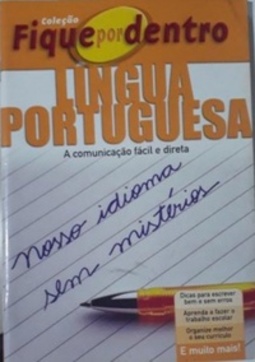 Coleção
Fique por dentro
LÍNGUA
PORTUGUESA
A comunicação fácil e direta
nosso idioma
sem mistérios
Dicas para escrever
bem e sem erros
Aprenda a fazer o
trabalho escolar
Organize melhor
o seu currículo
E muito mais!